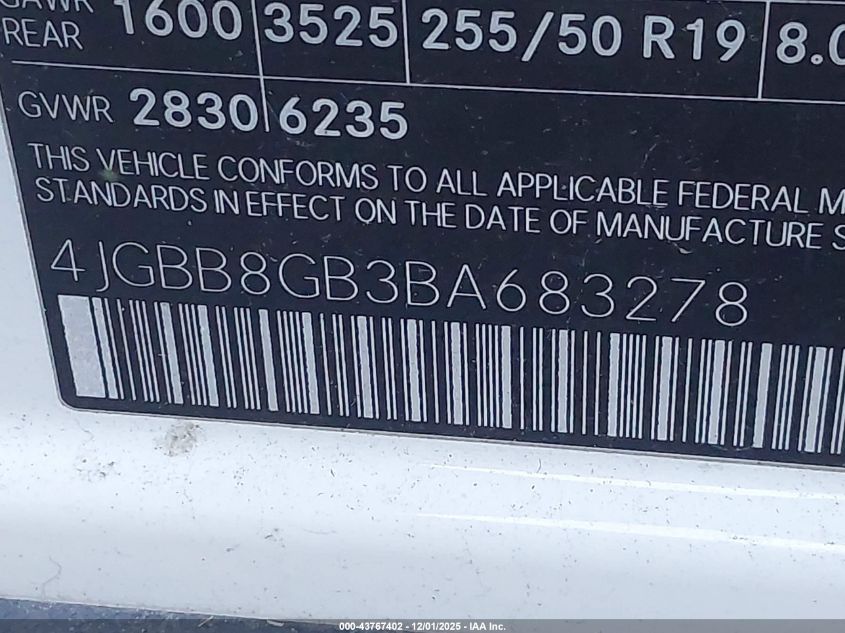 GAWR
REAR 1600 3525 255/50 R19 8.0
GVWR 2830 6235
THIS VEHICLE CONFORMS TO ALL APPLICABLE FEDERAL M
STANDARDS IN EFFECT ON THE DATE OF MANUFACTURE S
4JGBB8GB3BA683278
000-43767402 • 12/01/2025 • IAA Inc.